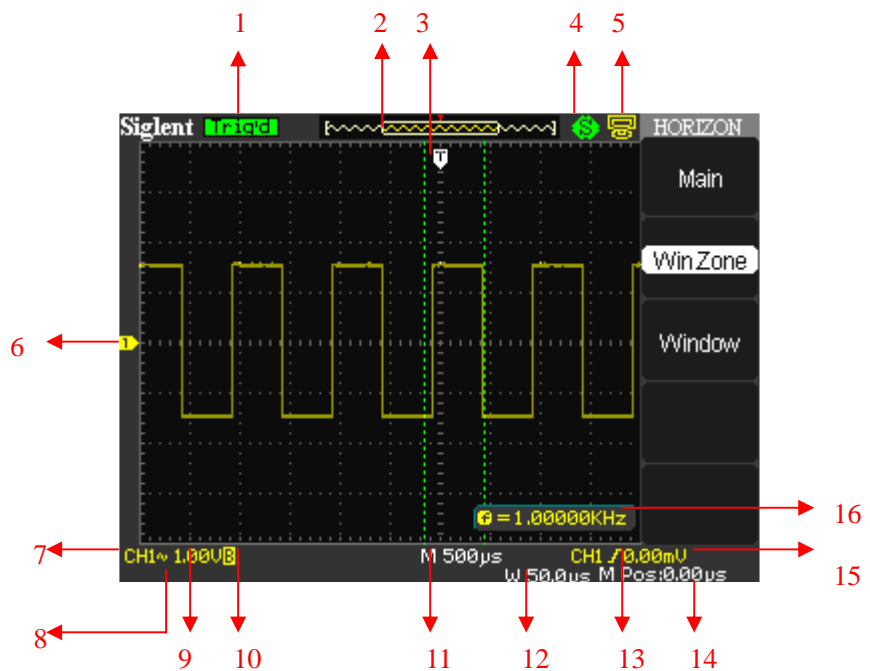 1 2 3 4 5
Siglent Trig'd S HORIZON
T
Main
Win Zone
6 1 Window
f = 1.00000KHz 16
7 CH1~ 1.00V B M 500µs CH1 0.00mV 15
W 50.0µs M Pos:0.00µs
8 9 10 11 12 13 14